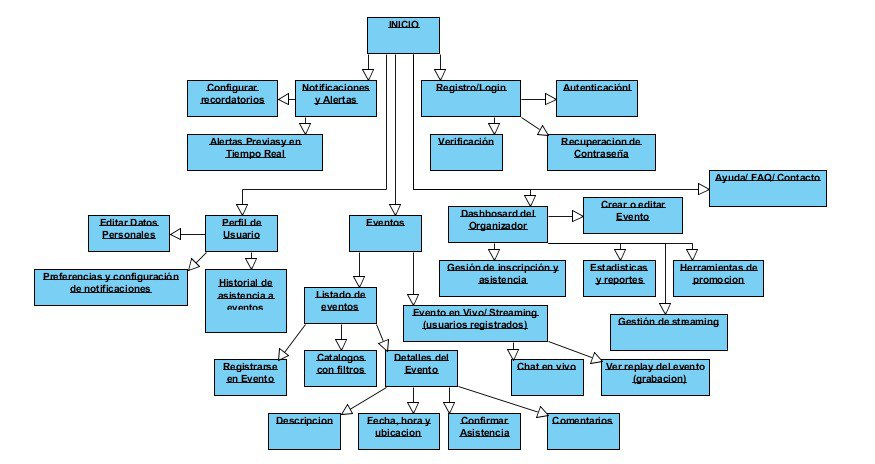 INICIO
Configurar
recordatorios
Notificaciones
y Alertas
Registro/Login
Autenticaciónl
Alertas Previasy en
Tiempo Real
Verificación
Recuperacion de
Contraseña
Ayuda/ FAQ/ Contacto
Editar Datos
Personales
Perfil de
Usuario
Eventos
Dashbosard del
Organizador
Crear o editar
Evento
Preferencias y configuración
de notificaciones
Historial de
asistencia a
eventos
Listado de
eventos
Gesión de inscripción y
asistencia
Estadisticas
y reportes
Herramientas de
promocion
Evento en Vivo/ Streaming
(usuarios registrados)
Gestión de streaming
Registrarse
en Evento
Catalogos
con filtros
Detalles del
Evento
Chat en vivo
Ver replay del evento
(grabacion)
Descripcion
Fecha, hora y
ubicacion
Confirmar
Asistencia
Comentarios